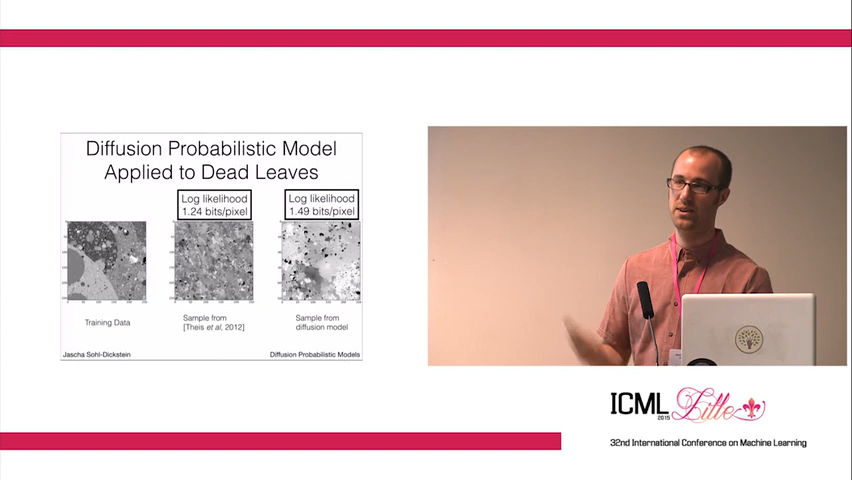 Diffusion Probabilistic Model
Applied to Dead Leaves
Log likelihood
1.24 bits/pixel
Log likelihood
1.49 bits/pixel
Training Data
Sample from
[Theis et al, 2012]
Sample from
diffusion model
Jascha Sohl-Dickstein
Diffusion Probabilistic Models
ICML
2015
Lille
32nd International Conference on Machine Learning